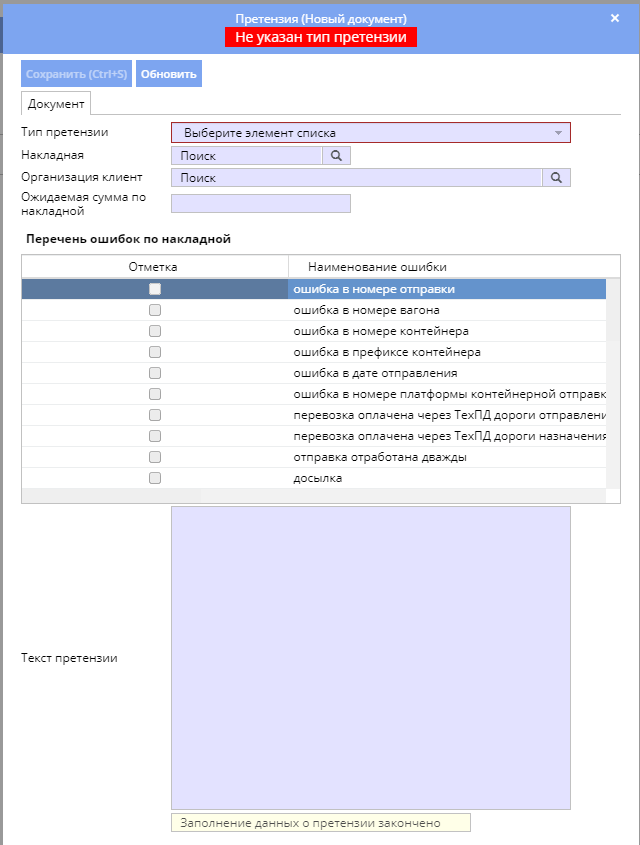 Претензия (Новый документ)
×
Не указан тип претензии
Сохранить (Ctrl+S) Обновить
Документ
Тип претензии Выберите элемент списка
Накладная Поиск
Организация клиент Поиск
Ожидаемая сумма по
накладной
Перечень ошибок по накладной
Отметка Наименование ошибки
ошибка в номере отправки
ошибка в номере вагона
ошибка в номере контейнера
ошибка в префиксе контейнера
ошибка в дате отправления
ошибка в номере платформы контейнерной отправк
перевозка оплачена через ТехПД дороги отправлени
перевозка оплачена через ТехПД дороги назначения
отправка отработана дважды
досылка
Текст претензии
Заполнение данных о претензии закончено